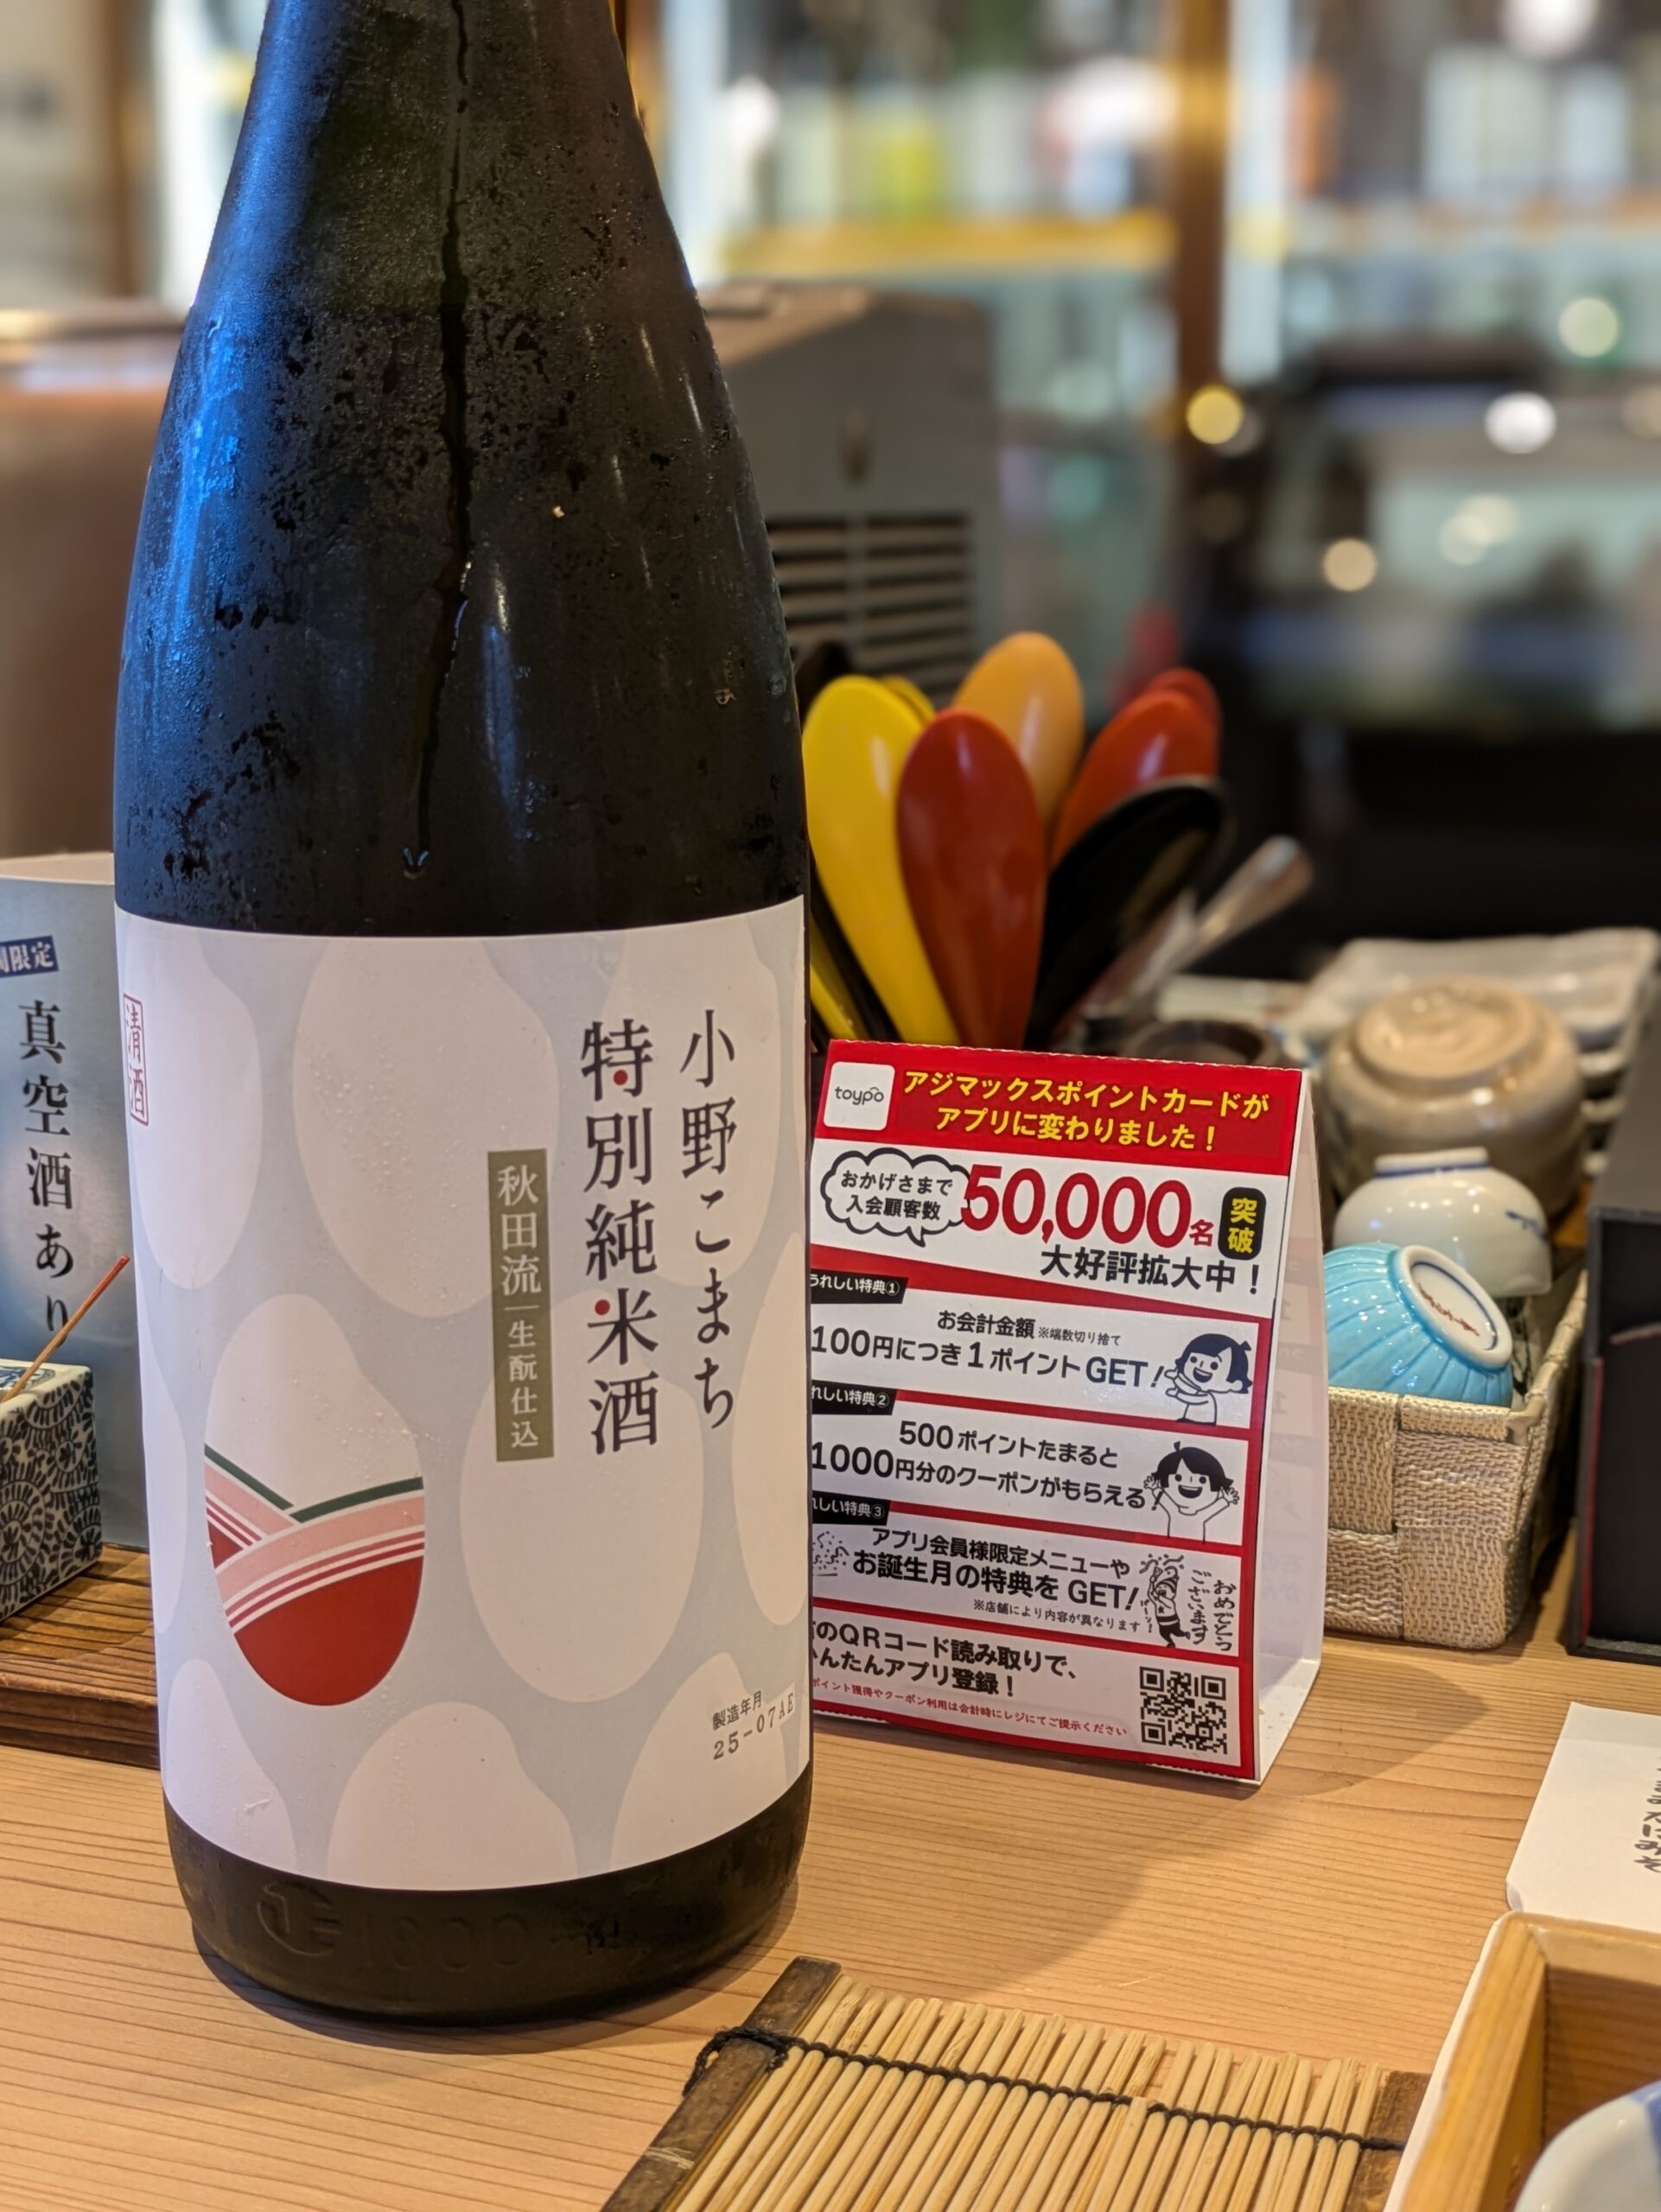 限定
真空酒あり
清酒
小野こまち
特別純米酒
秋田流 生酛仕込
製造年月
25-07AE
1800
toypo
アジマックスポイントカードが
アプリに変わりました！
おかげさまで
入会顧客数
50,000名
突破
大好評拡大中！
うれしい特典①
お会計金額 ※端数切り捨て
100円につき1ポイントGET！
れしい特典②
500ポイントたまると
1000円分のクーポンがもらえる
れしい特典③
アプリ会員様限定メニューや
お誕生月の特典を GET!
※店舗により内容が異なります
おめでとう
ございます
のQRコード読み取りで、
んたんアプリ登録！
ポイント獲得やクーポン利用は会計時にレジにてご提示ください